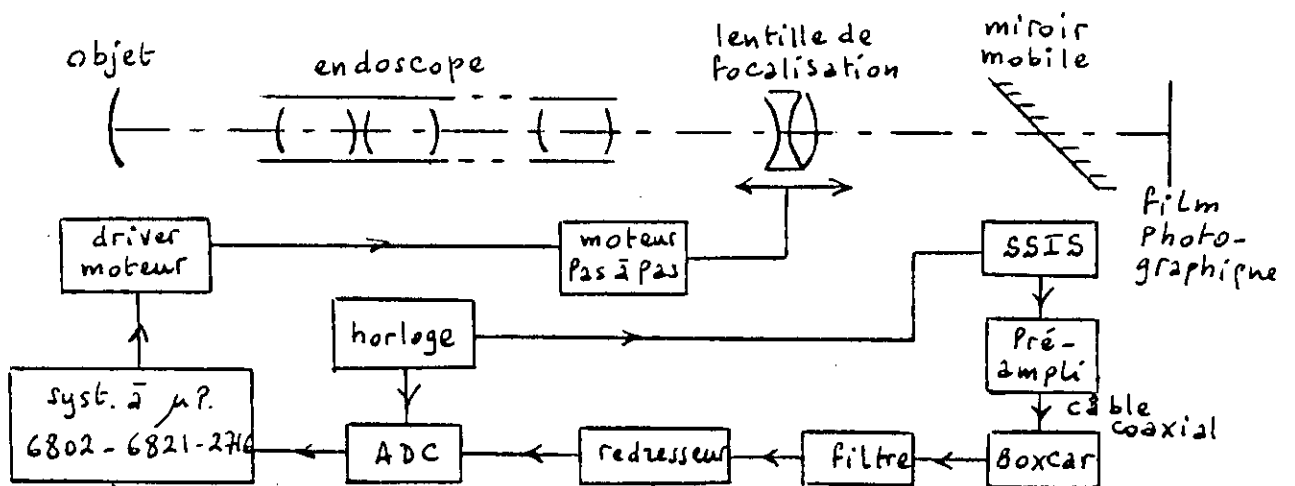 objet
endoscope
lentille de
focalisation
miroir
mobile
film
photo-
graphique
driver
moteur
moteur
pas à pas
SSIS
horloge
Pré-
ampli
câble
coaxial
syst. à µP.
6802-6821-2716
ADC
redresseur
filtre
Boxcar